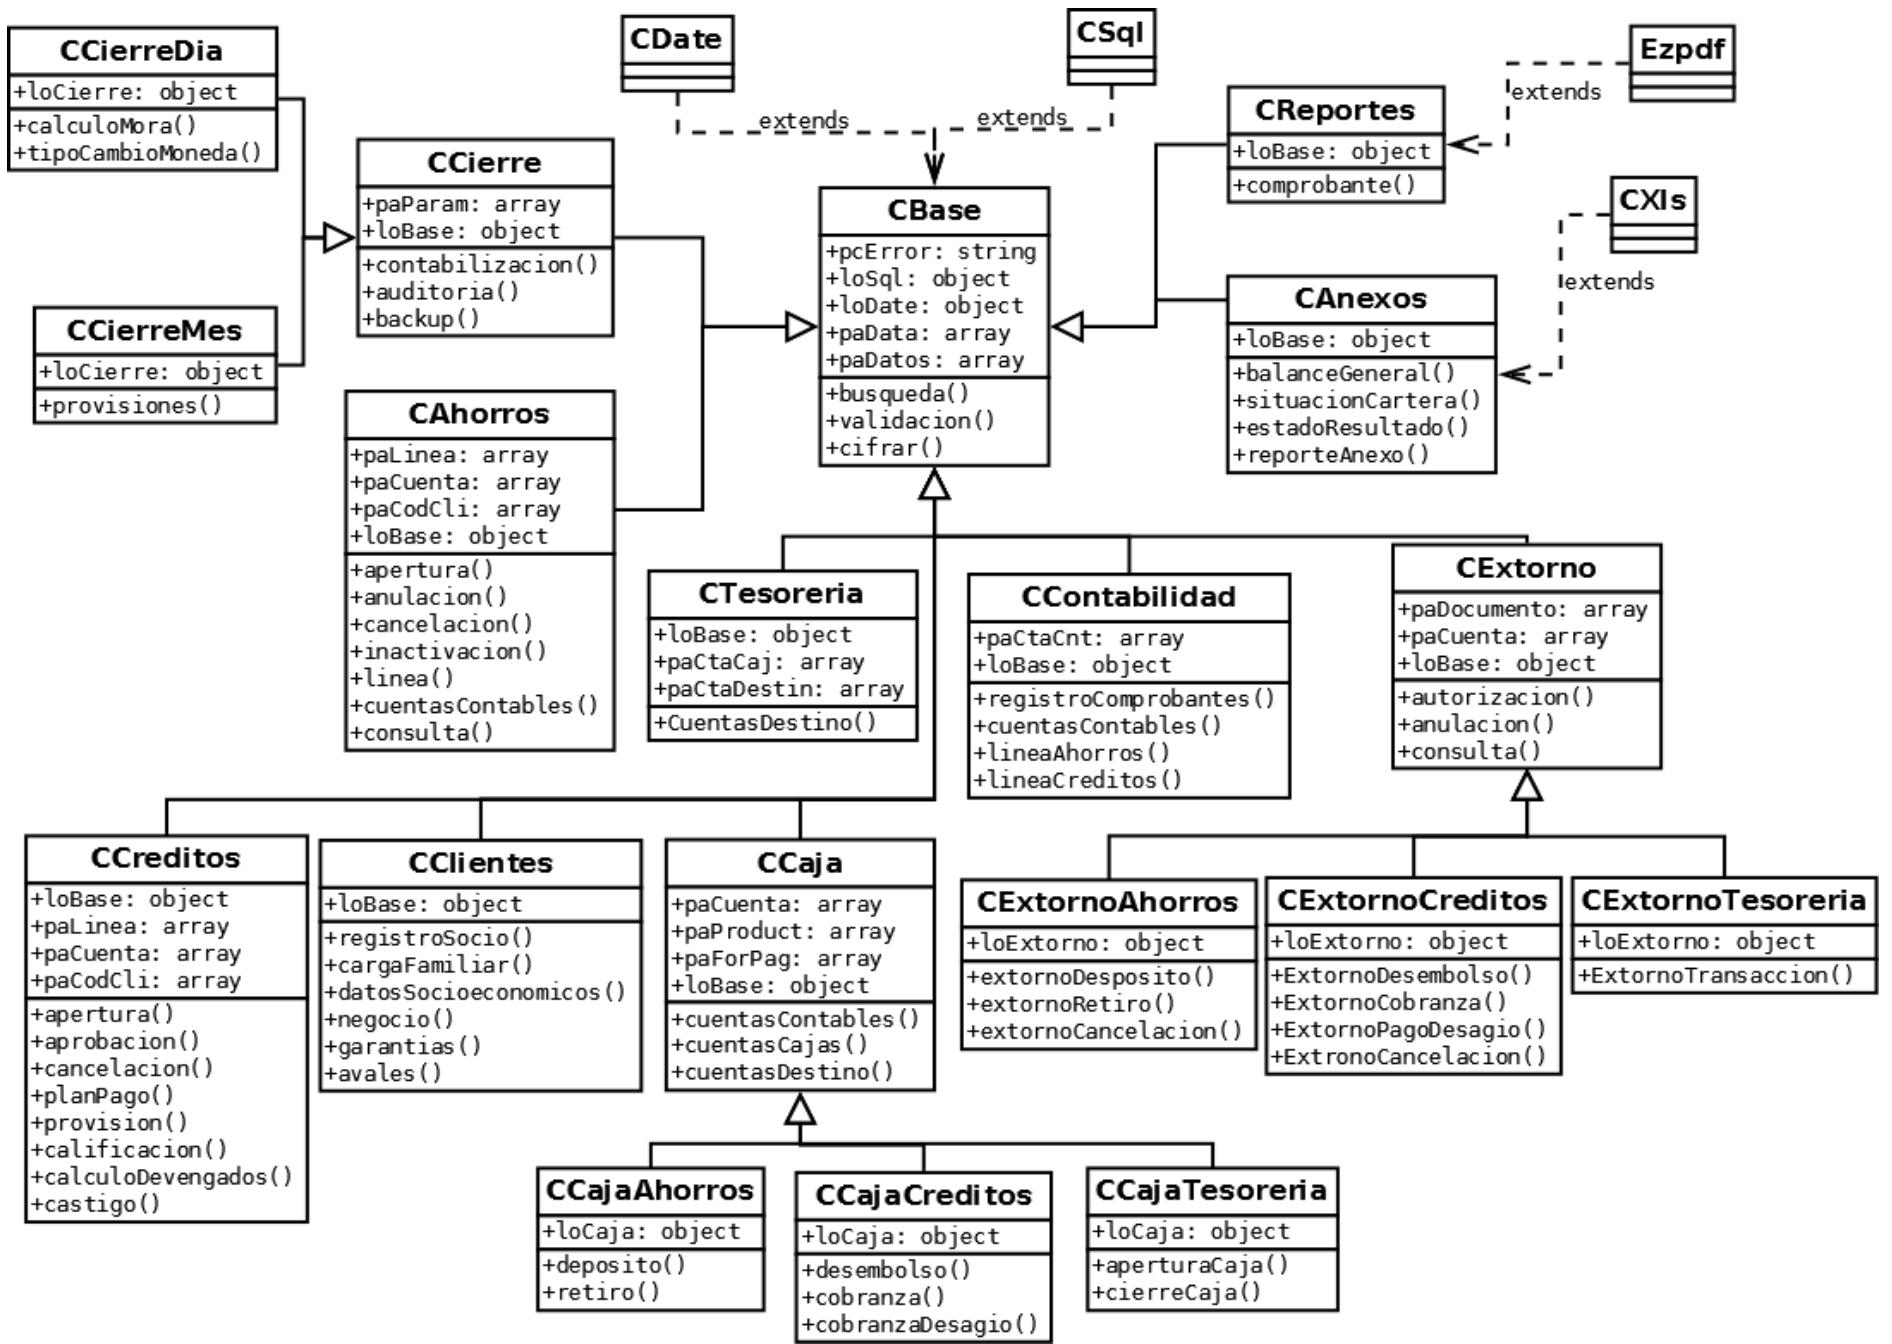 CCierreDia
+loCierre: object
+calculoMora()
+tipoCambioMoneda()
CDate
CSql
Ezpdf
extends
extends
extends
CReportes
+loBase: object
+comprobante()
CCierre
+paParam: array
+loBase: object
+contabilizacion()
+auditoria()
+backup()
CBase
+pcError: string
+loSql: object
+loDate: object
+paData: array
+paDatos: array
+busqueda()
+validacion()
+cifrar()
CXls
extends
CAnexos
+loBase: object
+balanceGeneral()
+situacionCartera()
+estadoResultado()
+reporteAnexo()
CCierreMes
+loCierre: object
+provisiones()
CAhorros
+paLinea: array
+paCuenta: array
+paCodCli: array
+loBase: object
+apertura()
+anulacion()
+cancelacion()
+inactivacion()
+linea()
+cuentasContables()
+consulta()
CTesoreria
+loBase: object
+paCtaCaj: array
+paCtaDestin: array
+CuentasDestino()
CContabilidad
+paCtaCnt: array
+loBase: object
+registroComprobantes()
+cuentasContables()
+lineaAhorros()
+lineaCreditos()
CExtorno
+paDocumento: array
+paCuenta: array
+loBase: object
+autorizacion()
+anulacion()
+consulta()
CCreditos
+loBase: object
+paLinea: array
+paCuenta: array
+paCodCli: array
+apertura()
+aprobacion()
+cancelacion()
+planPago()
+provision()
+calificacion()
+calculoDevengados()
+castigo()
CClientes
+loBase: object
+registroSocio()
+cargaFamiliar()
+datosSocioeconomicos()
+negocio()
+garantias()
+avales()
CCaja
+paCuenta: array
+paProduct: array
+paForPag: array
+loBase: object
+cuentasContables()
+cuentasCajas()
+cuentasDestino()
CExtornoAhorros
+loExtorno: object
+extornoDesposito()
+extornoRetiro()
+extornoCancelacion()
CExtornoCreditos
+loExtorno: object
+ExtornoDesembolso()
+ExtornoCobranza()
+ExtornoPagoDesagio()
+ExtronoCancelacion()
CExtornoTesoreria
+loExtorno: object
+ExtornoTransaccion()
CCajaAhorros
+loCaja: object
+deposito()
+retiro()
CCajaCreditos
+loCaja: object
+desembolso()
+cobranza()
+cobranzaDesagio()
CCajaTesoreria
+loCaja: object
+aperturaCaja()
+cierreCaja()